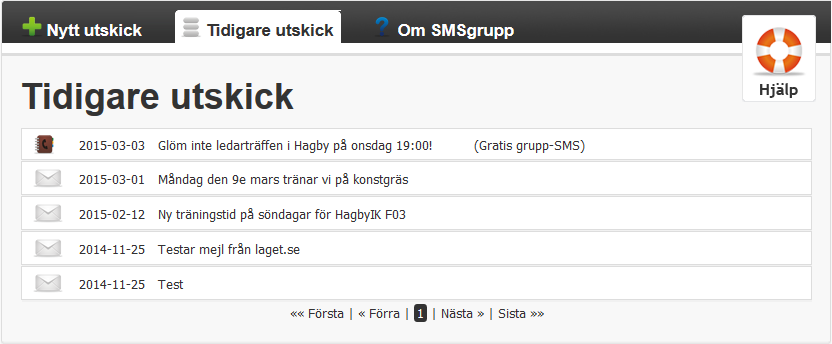 Nytt utskick Tidigare utskick ? Om SMSgrupp
Hjälp
Tidigare utskick
2015-03-03 Glöm inte ledarträffen i Hagby på onsdag 19:00! (Gratis grupp-SMS)
2015-03-01 Måndag den 9e mars tränar vi på konstgräs
2015-02-12 Ny träningstid på söndagar för HagbyIK F03
2014-11-25 Testar mejl från laget.se
2014-11-25 Test
«« Första | « Förra | 1 | Nästa » | Sista »»